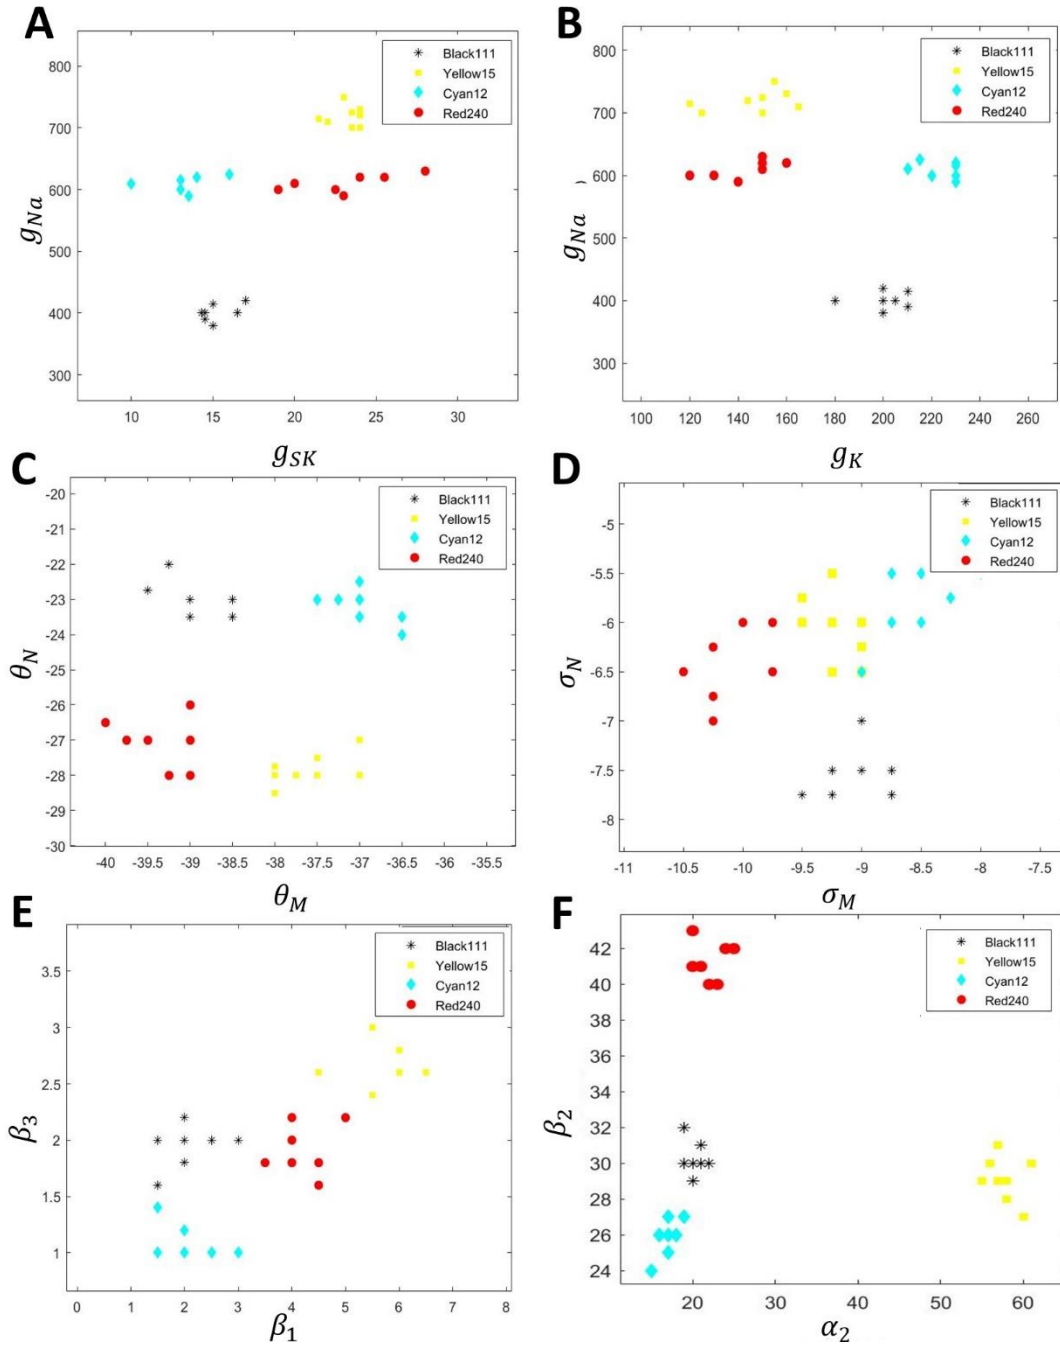 A
Black111
Yellow15
Cyan12
Red240
800
700
600
500
400
300
10 15 20 25 30
g_Na
g_SK
B
Black111
Yellow15
Cyan12
Red240
800
700
600
500
400
300
100 120 140 160 180 200 220 240 260
g_Na )
g_K
C
Black111
Yellow15
Cyan12
Red240
-20
-21
-22
-23
-24
-25
-26
-27
-28
-29
-30
-40 -39.5 -39 -38.5 -38 -37.5 -37 -36.5 -36 -35.5
θ_N
θ_M
D
Black111
Yellow15
Cyan12
Red240
-5
-5.5
-6
-6.5
-7
-7.5
-8
-11 -10.5 -10 -9.5 -9 -8.5 -8 -7.5
σ_N
σ_M
E
Black111
Yellow15
Cyan12
Red240
3.5
3
2.5
2
1.5
1
0 1 2 3 4 5 6 7 8
β_3
β_1
F
Black111
Yellow15
Cyan12
Red240
42
40
38
36
34
32
30
28
26
24
20 30 40 50 60
β_2
α_2